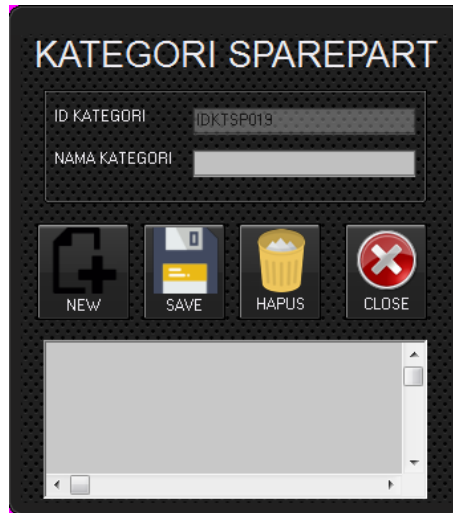 KATEGORI SPAREPART
ID KATEGORI IDKTSP019
NAMA KATEGORI
NEW SAVE HAPUS CLOSE